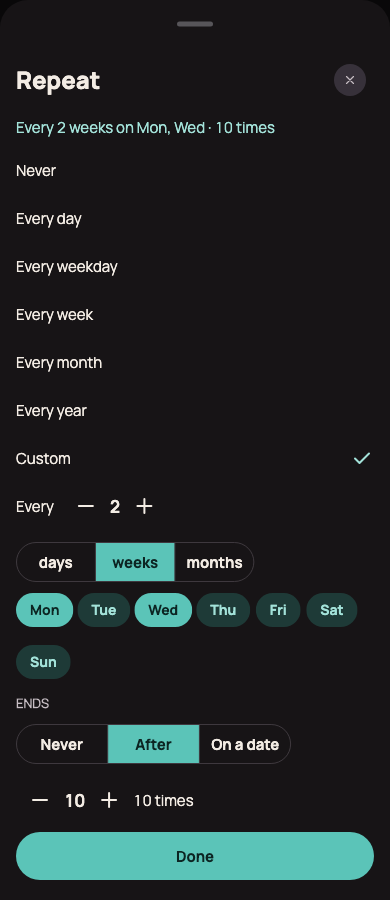 Repeat
Every 2 weeks on Mon, Wed · 10 times
Never
Every day
Every weekday
Every week
Every month
Every year
Custom
Every 2
days weeks months
Mon Tue Wed Thu Fri Sat
Sun
ENDS
Never After On a date
10 10 times
Done